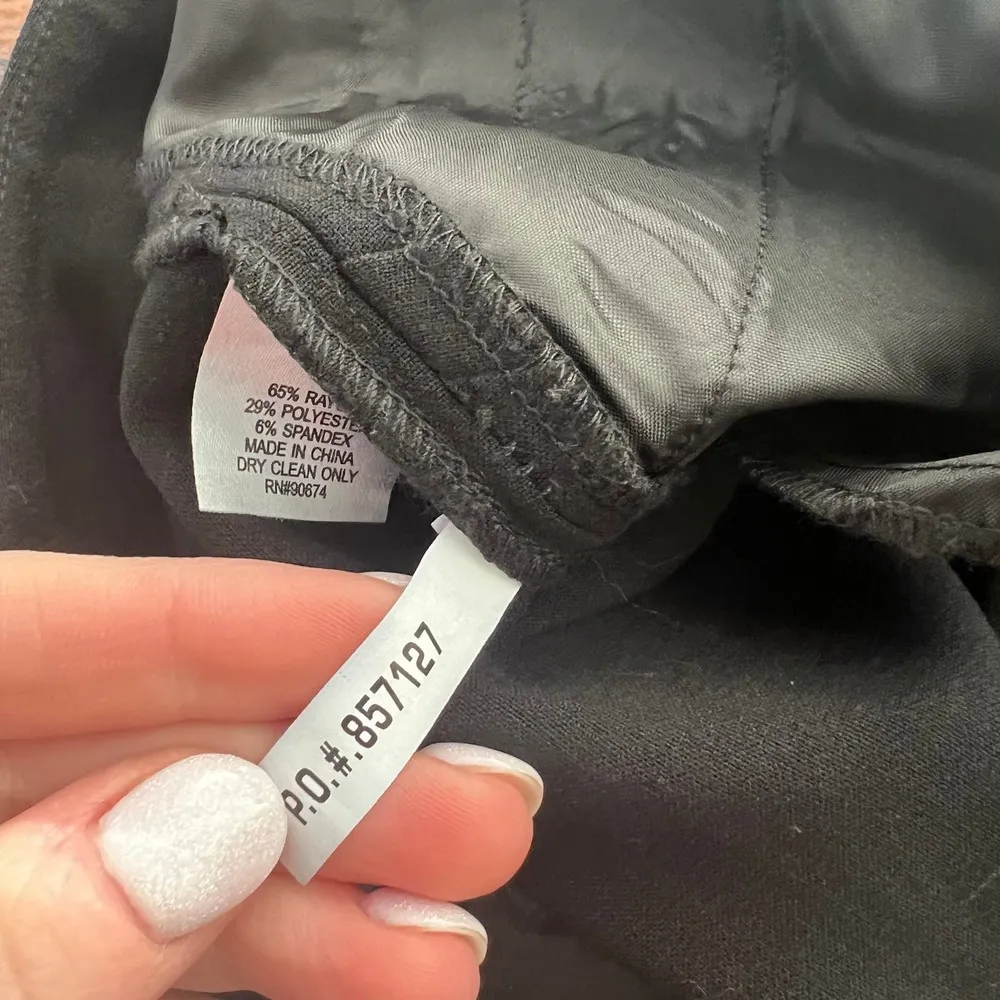 65% RAY
29% POLYESTE
6% SPANDEX
MADE IN CHINA
DRY CLEAN ONLY
RN#90674
P.O.#.857127